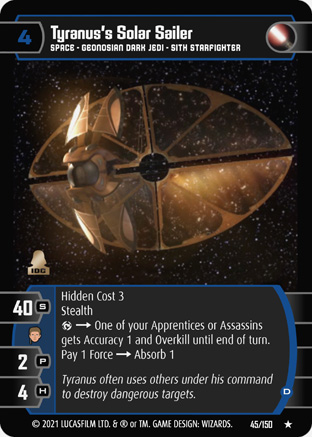 4
Tyranus's Solar Sailer
SPACE - GEONOSIAN DARK JEDI - SITH STARFIGHTER
IDG
40 S
2 P
4 H
Hidden Cost 3
Stealth
→ One of your Apprentices or Assassins
gets Accuracy 1 and Overkill until end of turn.
Pay 1 Force → Absorb 1
Tyranus often uses others under his command
to destroy dangerous targets.
D
© 2021 LUCASFILM LTD. & ® or TM. GAME DESIGN: WIZARDS.
45/150 ★